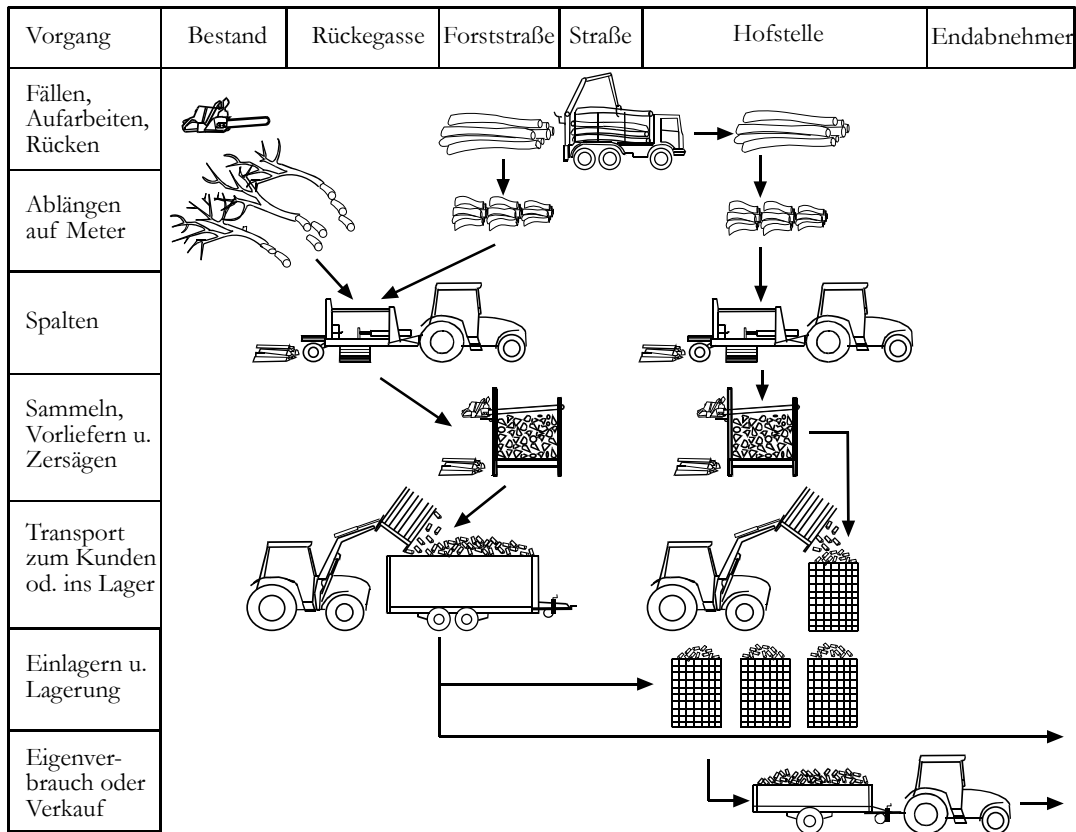 Vorgang
Bestand
Rückegasse
Forststraße
Straße
Hofstelle
Endabnehmer
Fällen,
Aufarbeiten,
Rücken
Ablängen
auf Meter
Spalten
Sammeln,
Vorliefern u.
Zersägen
Transport
zum Kunden
od. ins Lager
Einlagern u.
Lagerung
Eigenver-
brauch oder
Verkauf